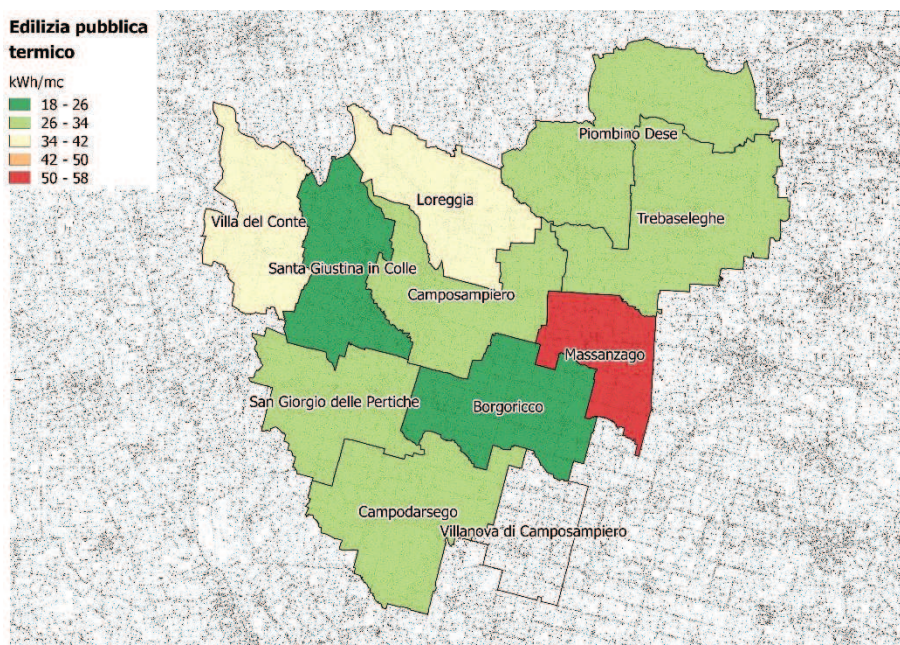 Edilizia pubblica
termico
kWh/mc
18 - 26
26 - 34
34 - 42
42 - 50
50 - 58
Piombino Dese
Loreggia
Villa del Conte
Trebaseleghe
Santa Giustina in Colle
Camposampiero
Massanzago
San Giorgio delle Pertiche
Borgoricco
Campodarsego
Villanova di Camposampiero